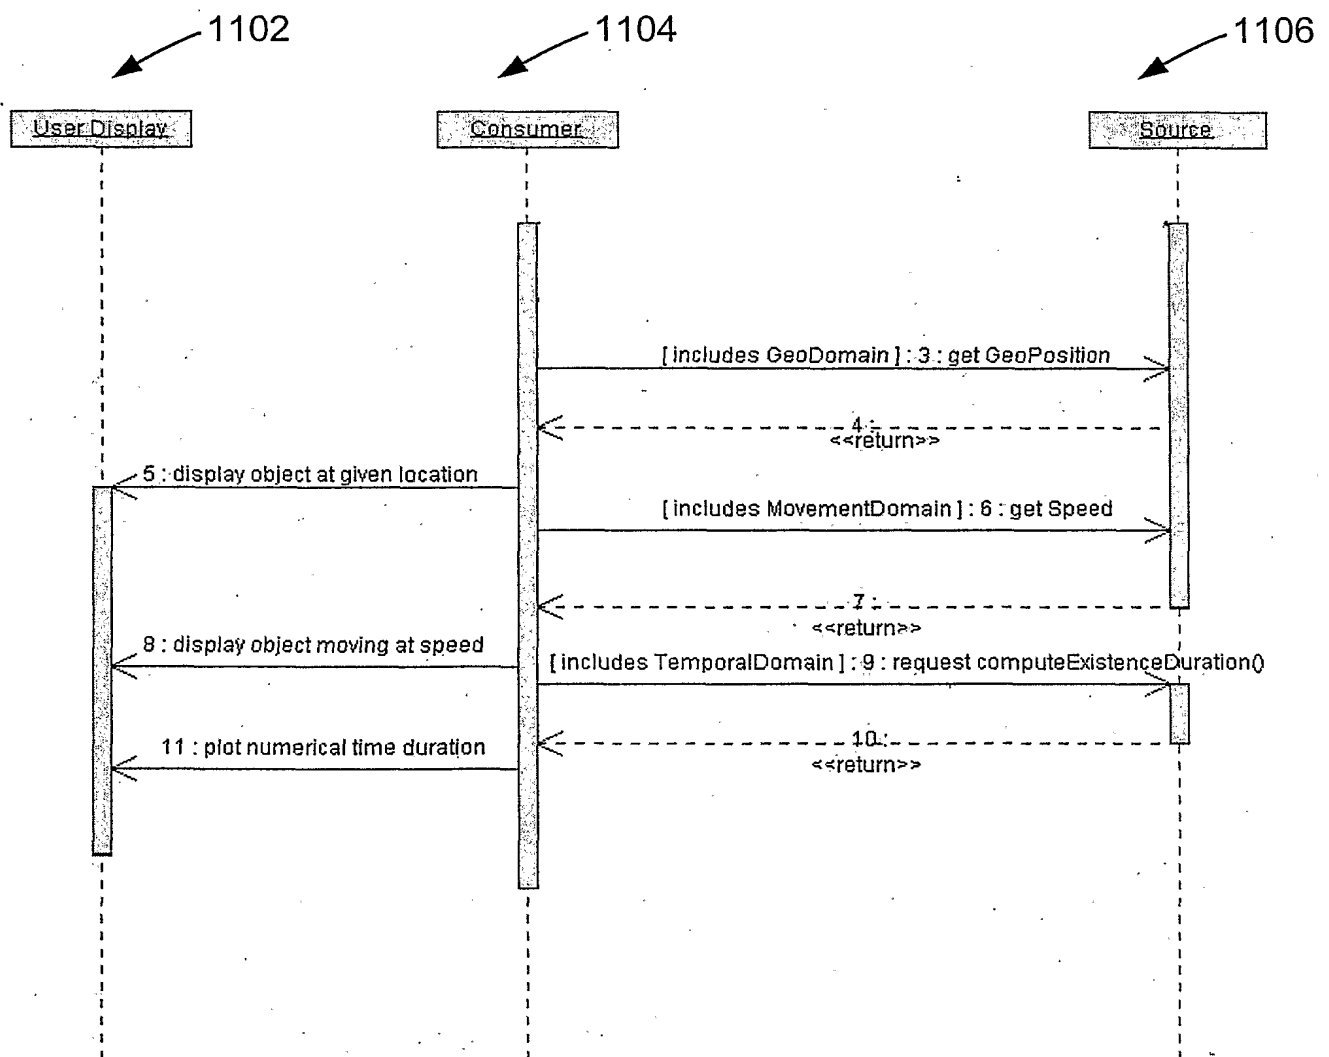 1102
1104
1106
User Display
Consumer
Source
[ includes GeoDomain ] : 3 : get GeoPosition
4 :
<<return>>
5 : display object at given location
[ includes MovementDomain ] : 6 : get Speed
7 :
<<return>>
8 : display object moving at speed
[ includes TemporalDomain ] : 9 : request computeExistenceDuration()
10 :
<<return>>
11 : plot numerical time duration